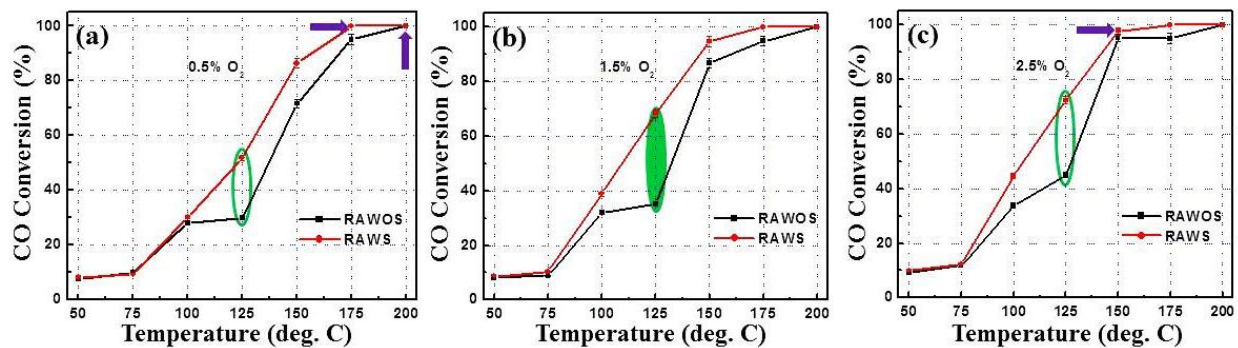 (a)
0.5% O2
RAWOS
RAWS
CO Conversion (%)
100
80
60
40
20
0
50 75 100 125 150 175 200
Temperature (deg. C)
(b)
1.5% O2
RAWOS
RAWS
CO Conversion (%)
100
80
60
40
20
0
50 75 100 125 150 175 200
Temperature (deg. C)
(c)
2.5% O2
RAWOS
RAWS
CO Conversion (%)
100
80
60
40
20
0
50 75 100 125 150 175 200
Temperature (deg. C)